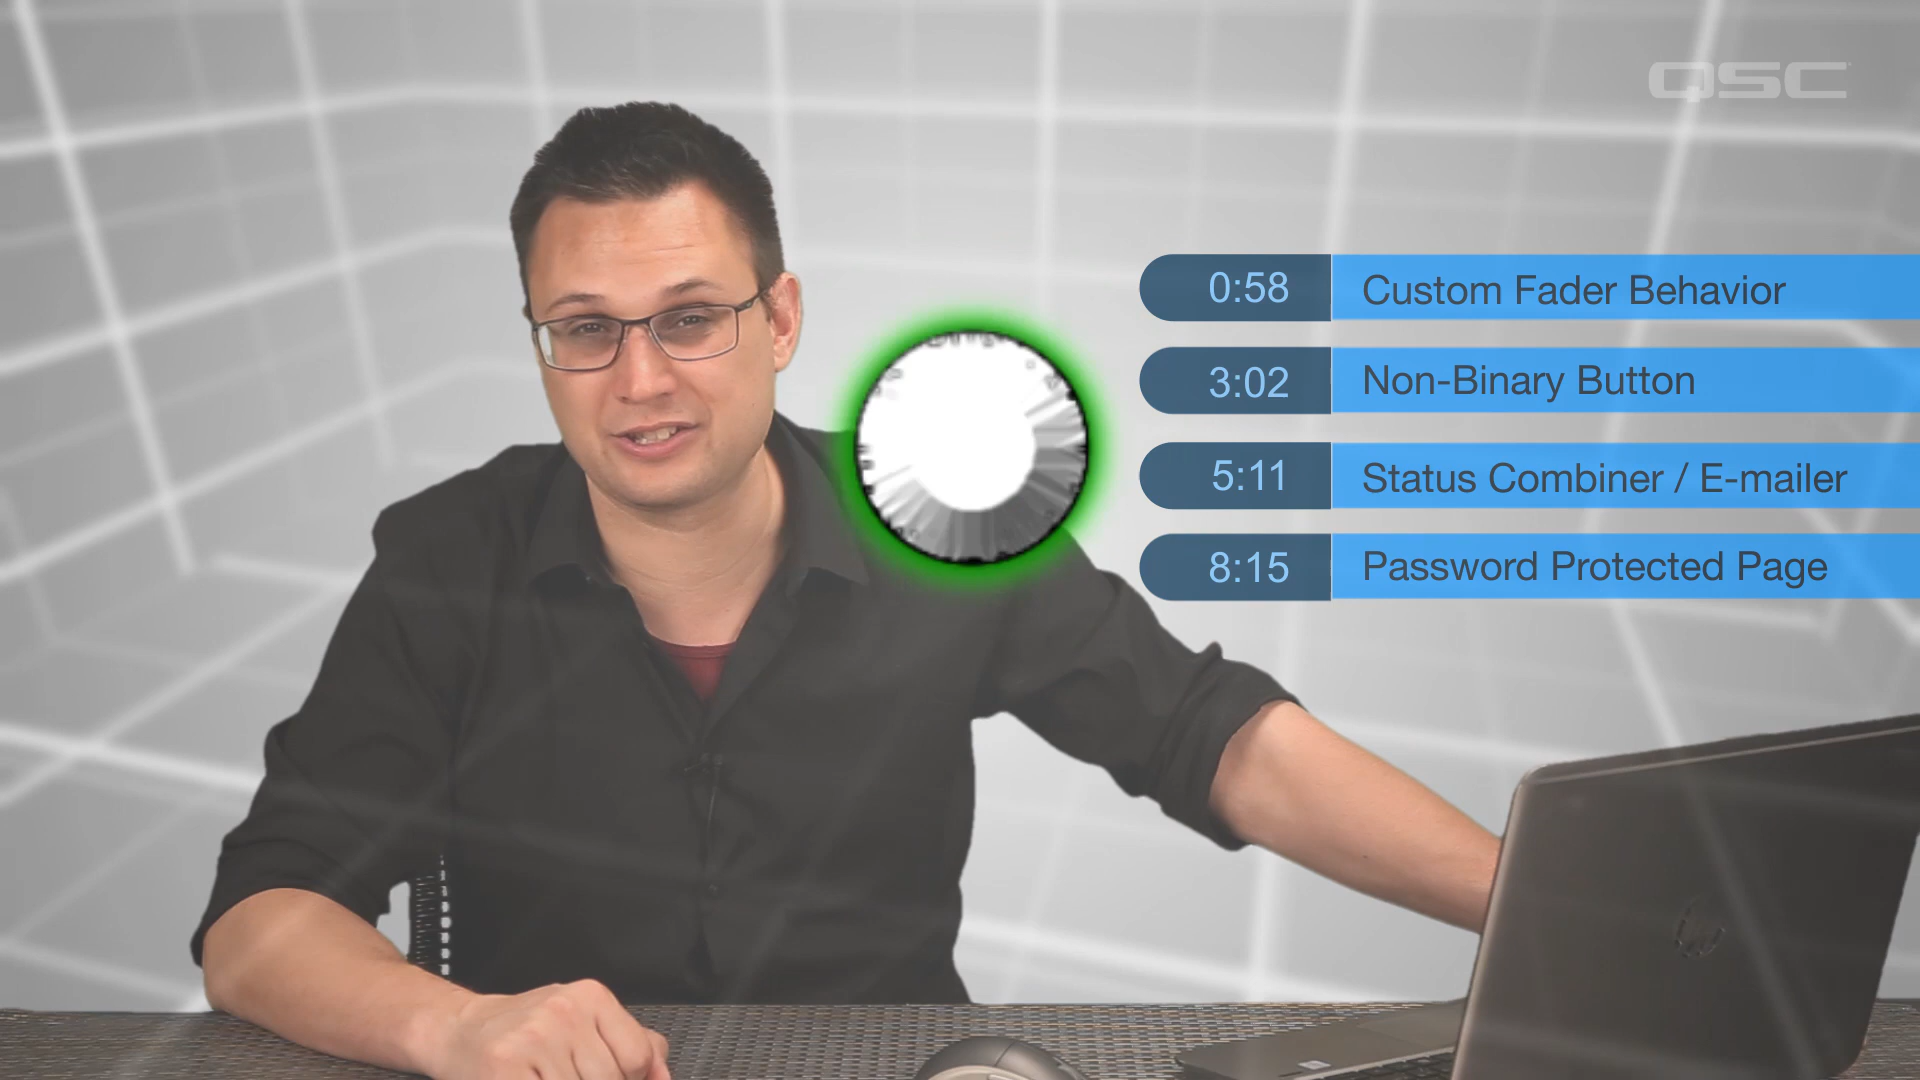 QSC
0:58 Custom Fader Behavior
3:02 Non-Binary Button
5:11 Status Combiner / E-mailer
8:15 Password Protected Page
hp